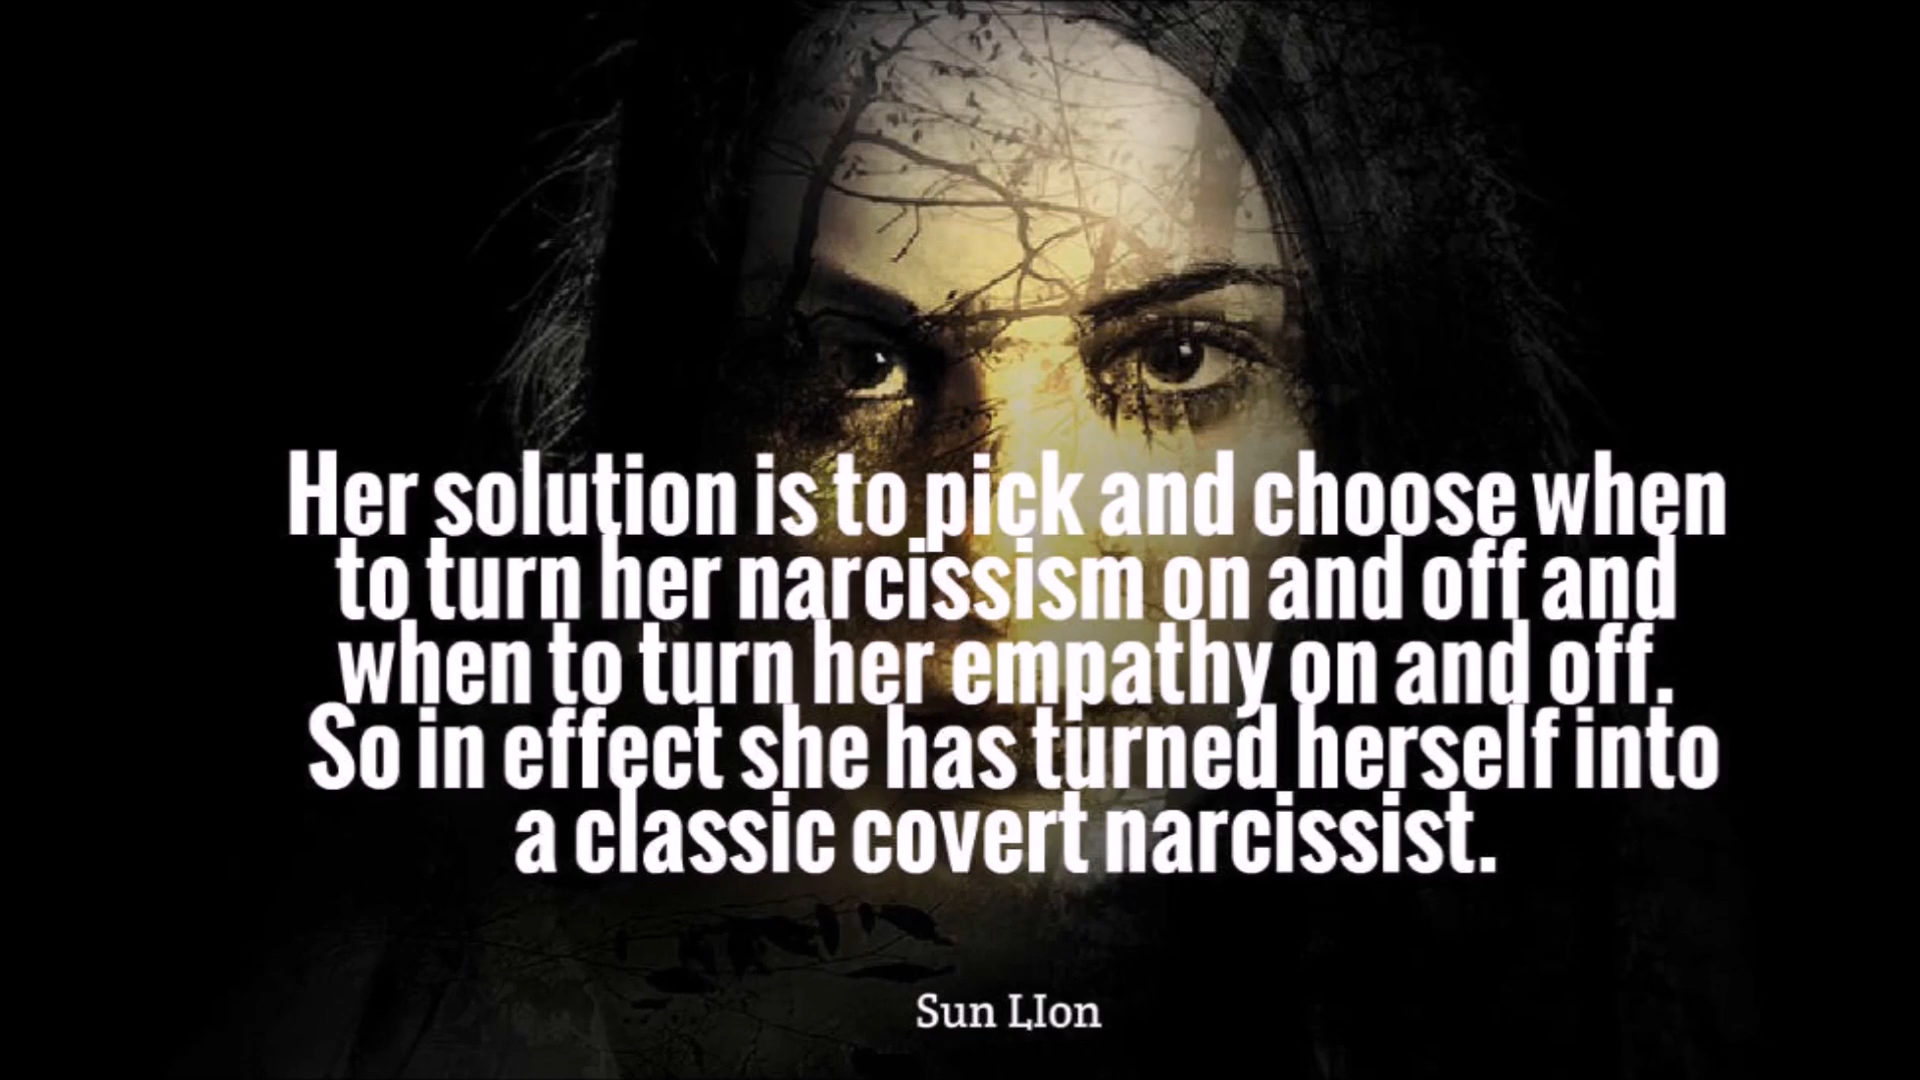 Her solution is to pick and choose when
to turn her narcissism on and off and
when to turn her empathy on and off.
So in effect she has turned herself into
a classic covert narcissist.
Sun LIon